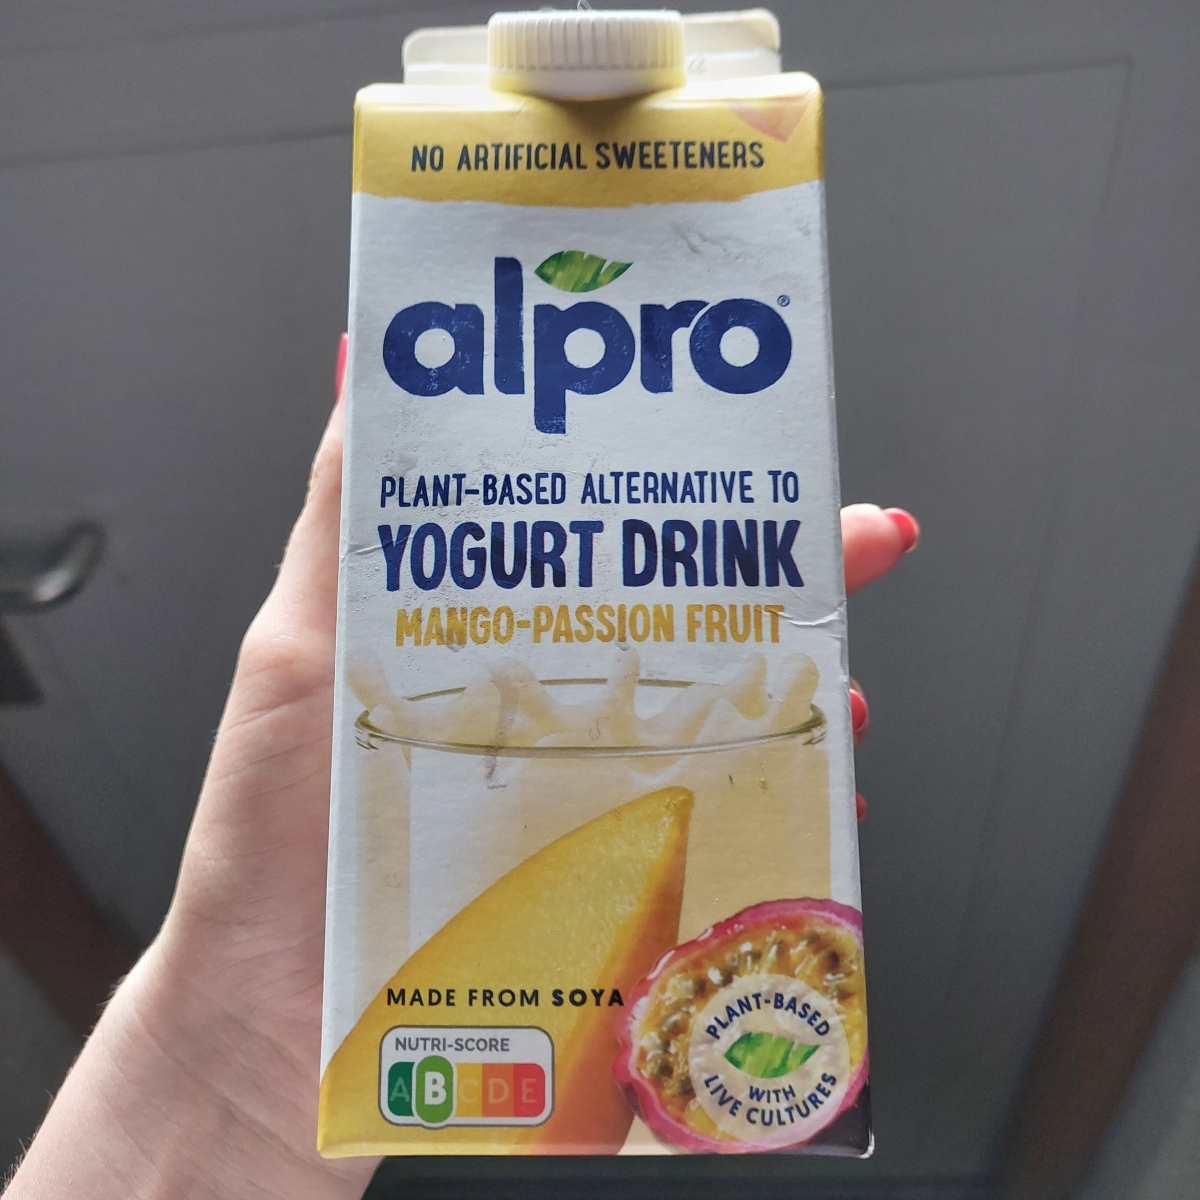 NO ARTIFICIAL SWEETENERS
alpro®
PLANT-BASED ALTERNATIVE TO
YOGURT DRINK
MANGO-PASSION FRUIT
MADE FROM SOYA
NUTRI-SCORE
A B C D E
PLANT-BASED
WITH
LIVE CULTURES